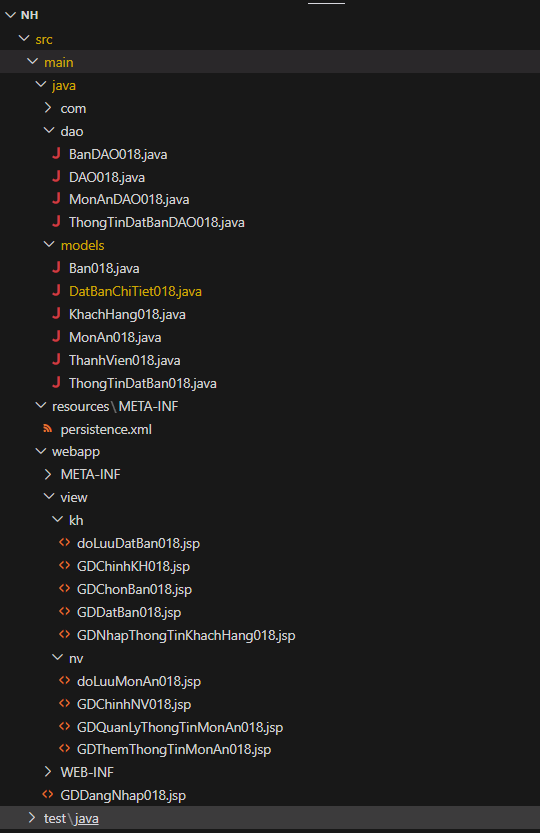 NH
src
main
java
com
dao
BanDAO018.java
DAO018.java
MonAnDAO018.java
ThongTinDatBanDAO018.java
models
Ban018.java
DatBanChiTiet018.java
KhachHang018.java
MonAn018.java
ThanhVien018.java
ThongTinDatBan018.java
resources\META-INF
persistence.xml
webapp
META-INF
view
kh
doLuuDatBan018.jsp
GDChinhKH018.jsp
GDChonBan018.jsp
GDDatBan018.jsp
GDNhapThongTinKhachHang018.jsp
nv
doLuuMonAn018.jsp
GDChinhNV018.jsp
GDQuanLyThongTinMonAn018.jsp
GDThemThongTinMonAn018.jsp
WEB-INF
GDDangNhap018.jsp
test\java